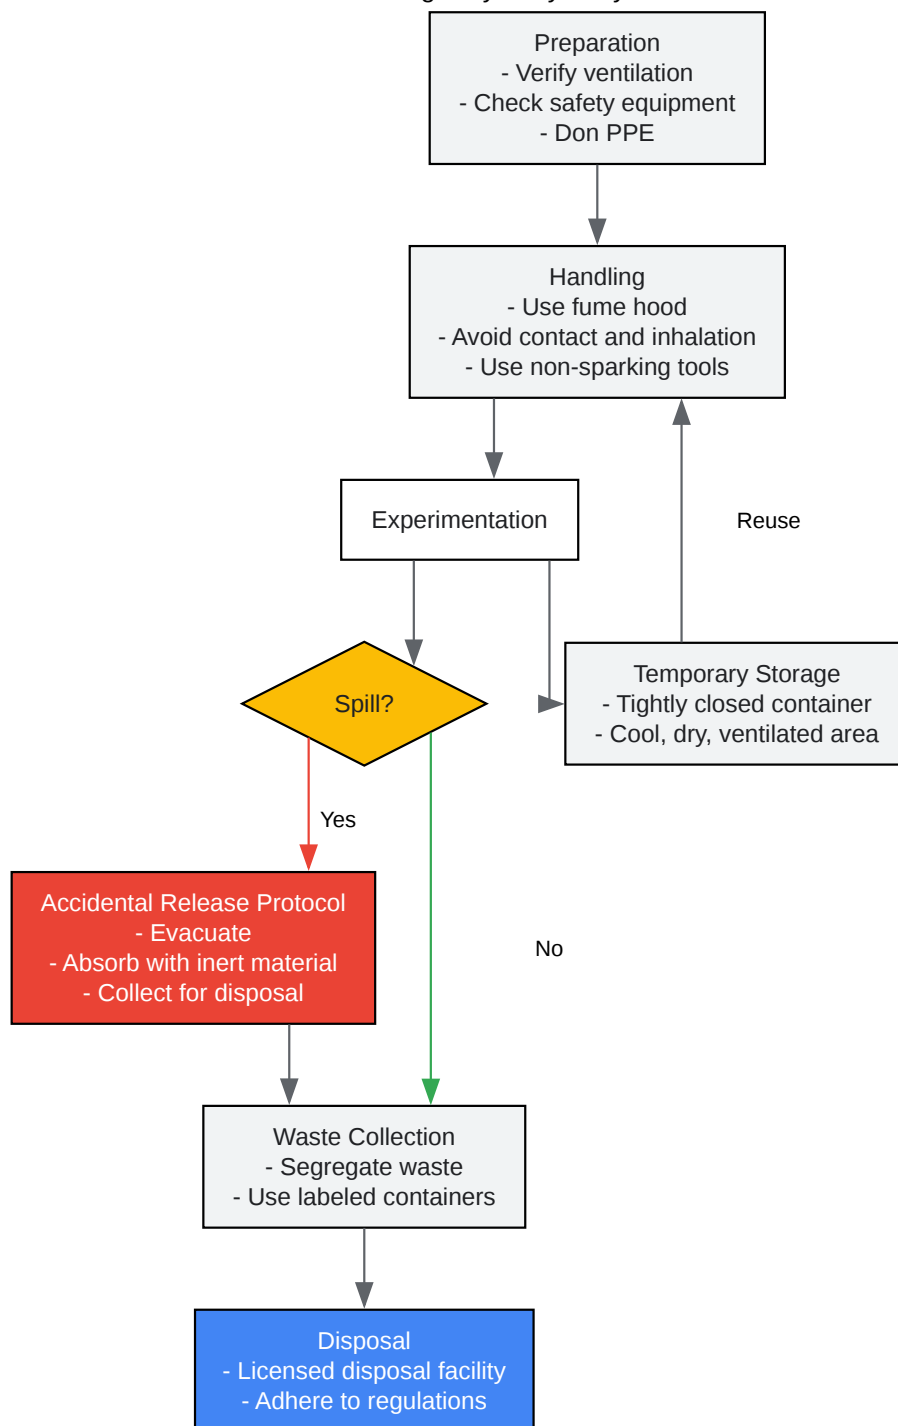 Preparation
- Verify ventilation
- Check safety equipment
- Don PPE
Handling
- Use fume hood
- Avoid contact and inhalation
- Use non-sparking tools
Experimentation
Reuse
Spill?
Temporary Storage
- Tightly closed container
- Cool, dry, ventilated area
Yes
Accidental Release Protocol
- Evacuate
- Absorb with inert material
- Collect for disposal
No
Waste Collection
- Segregate waste
- Use labeled containers
Disposal
- Licensed disposal facility
- Adhere to regulations